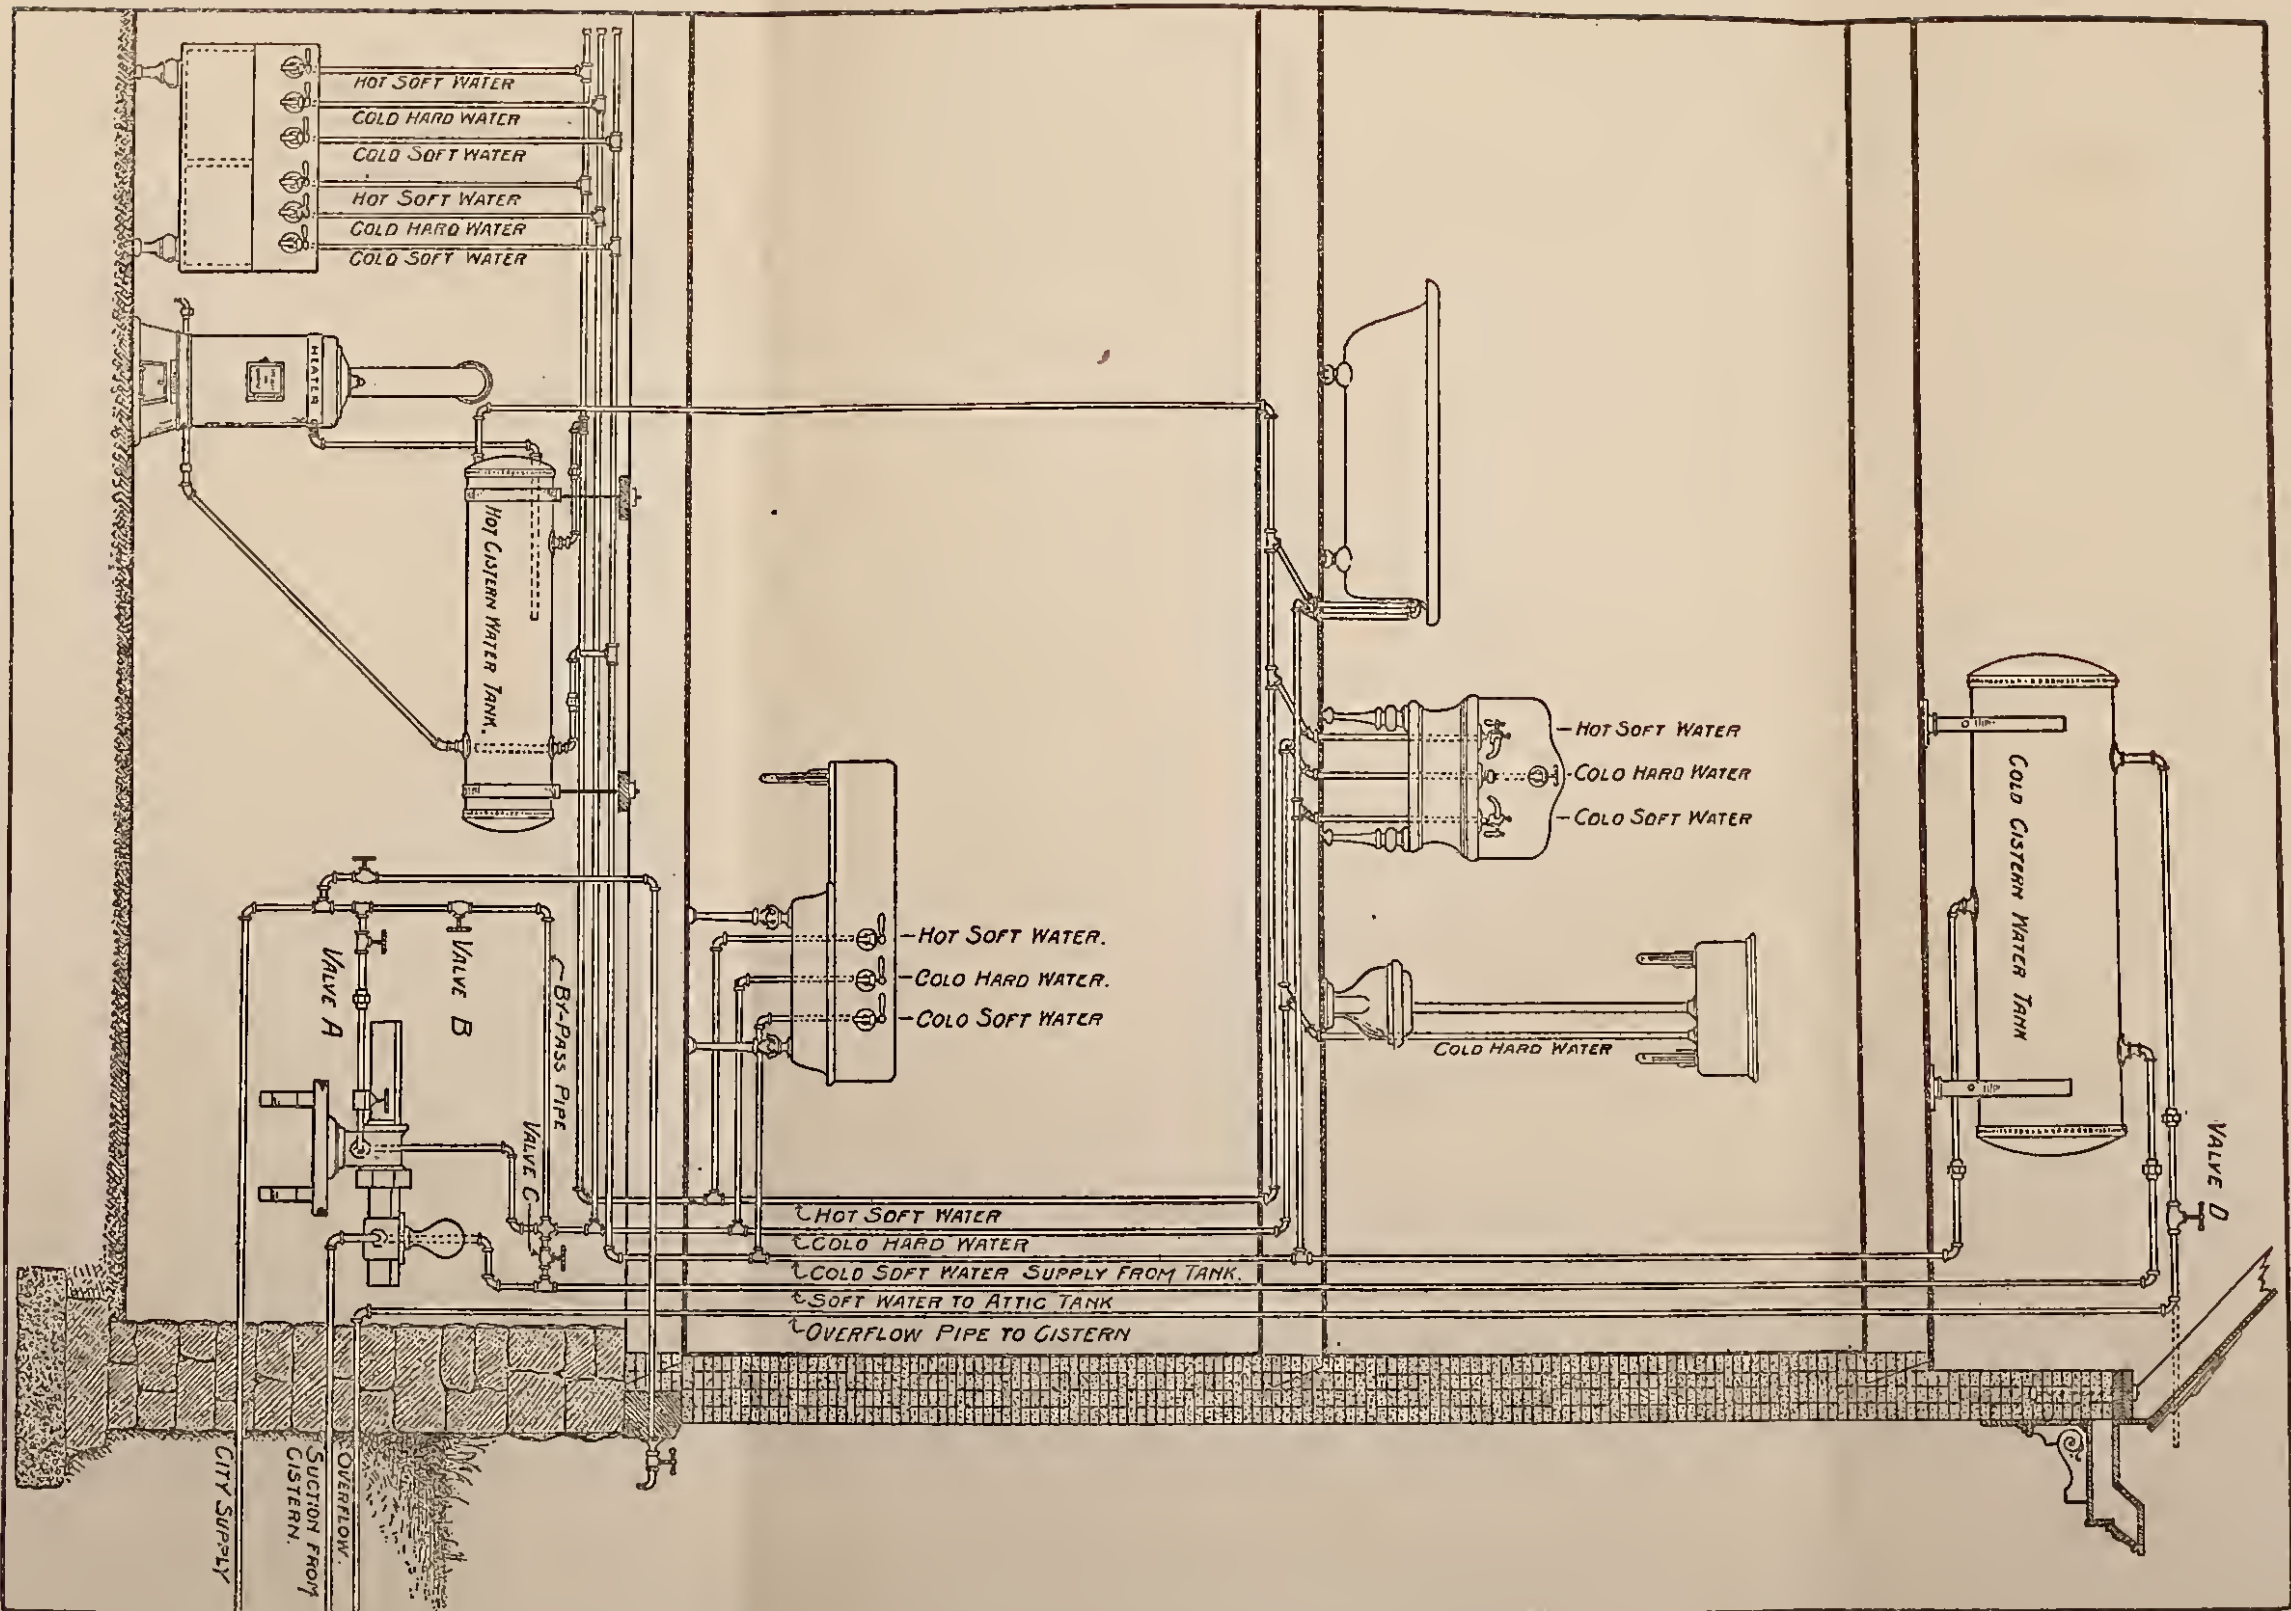 HOT SOFT WATER
COLD HARD WATER
COLD SOFT WATER
HOT SOFT WATER
COLD HARD WATER
COLD SOFT WATER
HEATER
HOT CISTERN WATER TANK.
VALVE A
VALVE B
BY-PASS PIPE
VALVE C
HOT SOFT WATER.
COLD HARD WATER.
COLD SOFT WATER
HOT SOFT WATER
COLD HARD WATER
COLD SOFT WATER
COLD HARD WATER
COLD CISTERN WATER TANK
VALVE D
HOT SOFT WATER
COLD HARD WATER
COLD SOFT WATER SUPPLY FROM TANK.
SOFT WATER TO ATTIC TANK
OVERFLOW PIPE TO CISTERN
CITY SUPPLY
SUCTION FROM
CISTERN.
OVERFLOW.